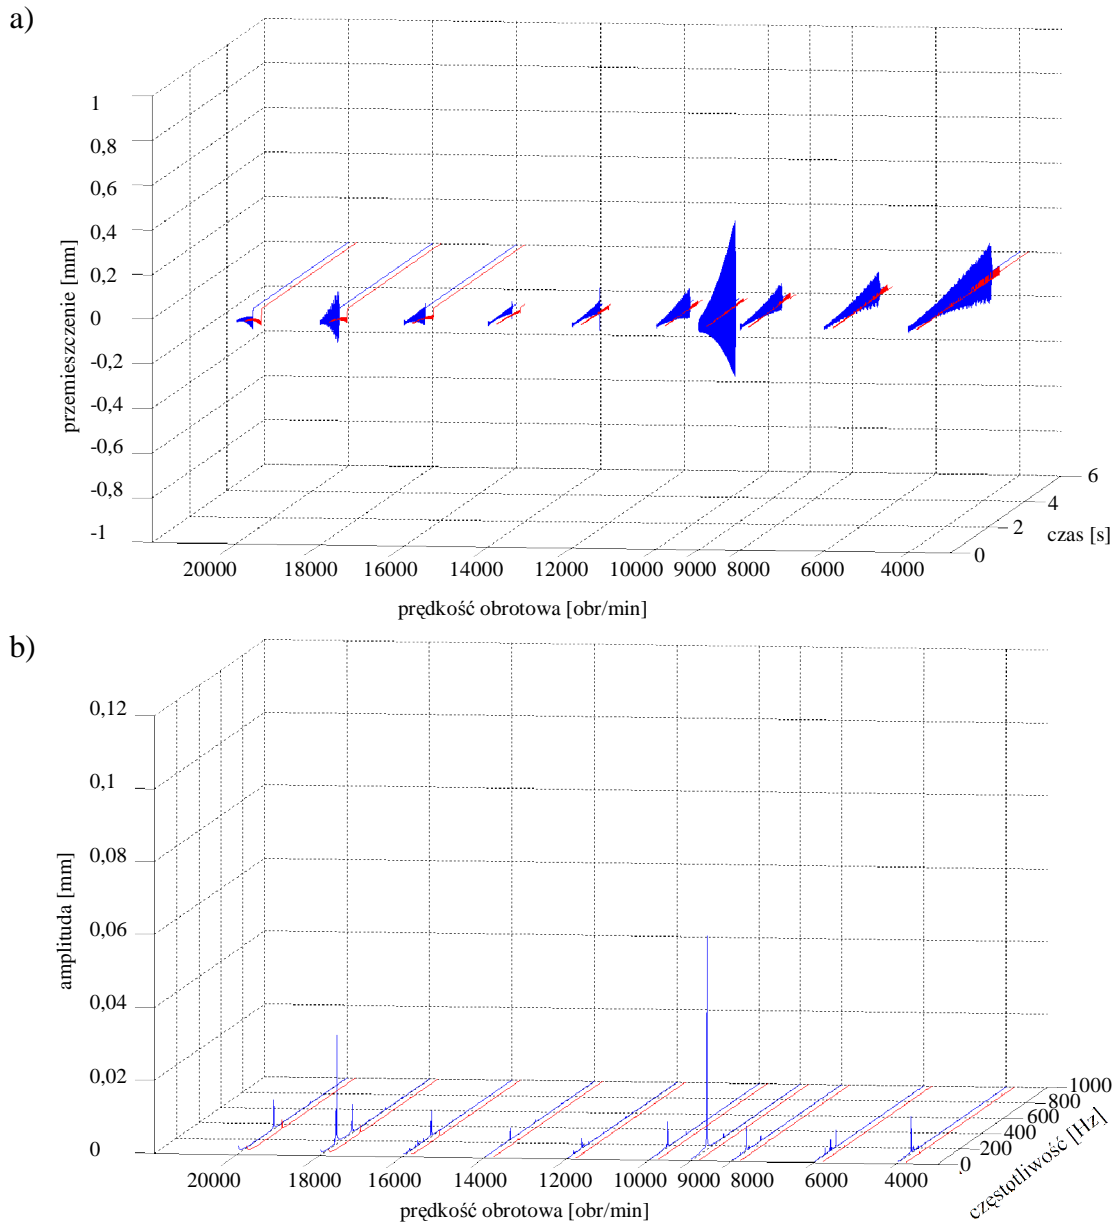 a)
1
0,8
0,6
0,4
0,2
0
-0,2
-0,4
-0,6
-0,8
-1
przemieszczenie [mm]
20000 18000 16000 14000 12000 10000 9000 8000 6000 4000
prędkość obrotowa [obr/min]
6
4
2
0
czas [s]
b)
0,12
0,1
0,08
0,06
0,04
0,02
0
amplituda [mm]
20000 18000 16000 14000 12000 10000 9000 8000 6000 4000
prędkość obrotowa [obr/min]
1000
800
600
400
200
0
częstotliwość [Hz]